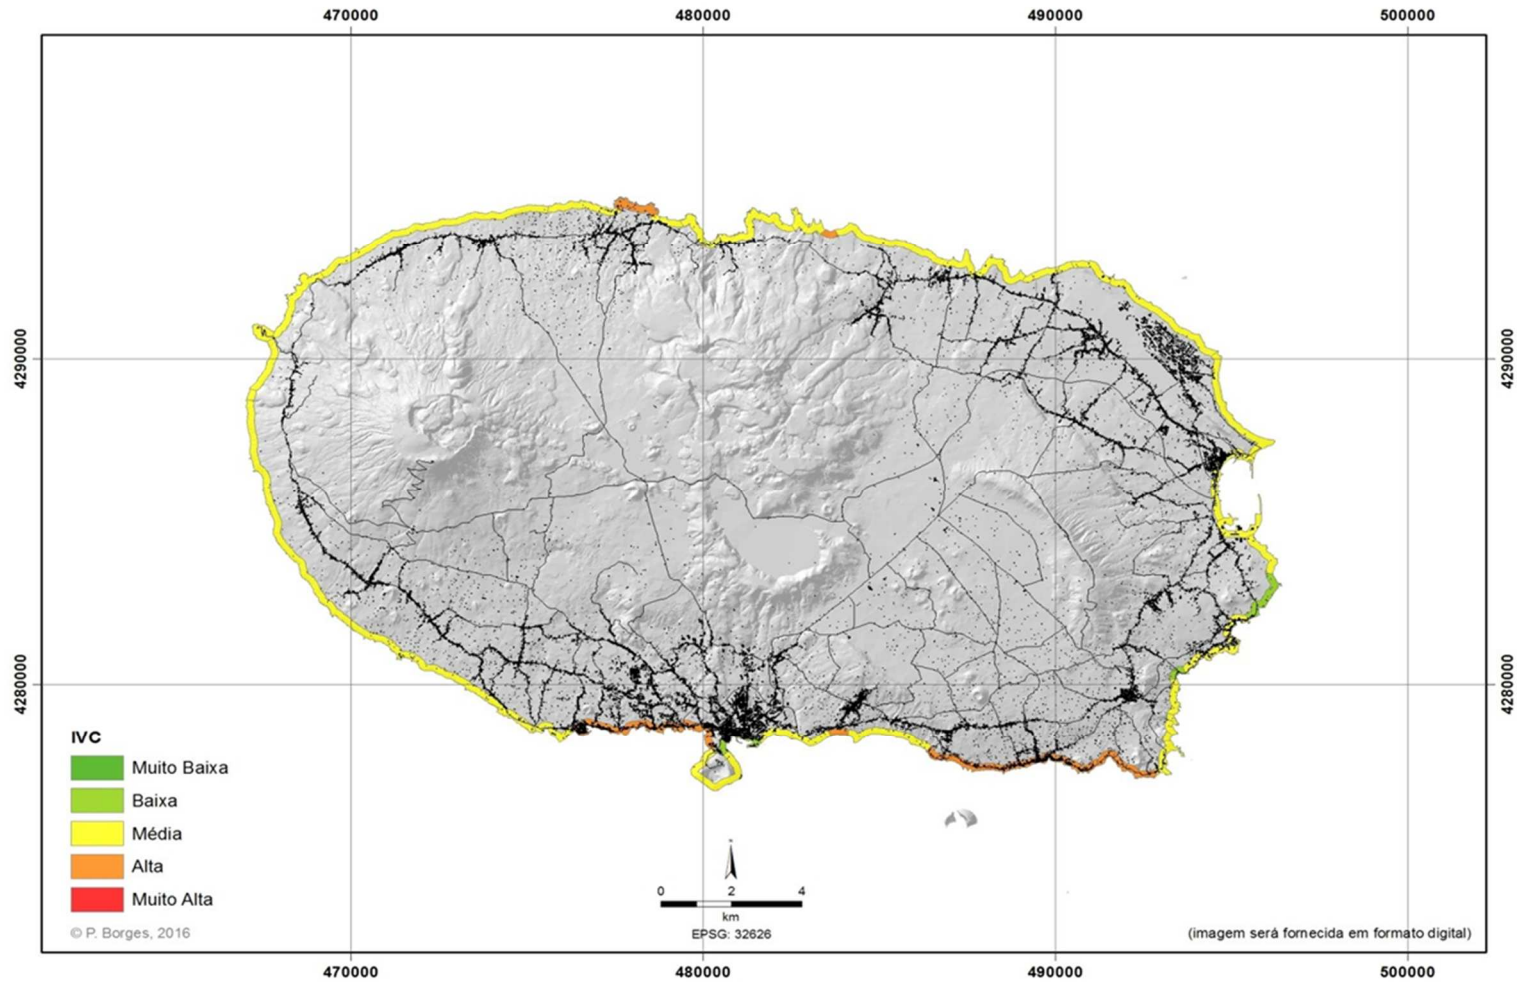 470000 480000 490000 500000
4290000 4290000
4280000 4280000
IVC
Muito Baixa
Baixa
Média
Alta
Muito Alta
© P. Borges, 2016
0 2 4
km
EPSG: 32626
(imagem será fornecida em formato digital)
470000 480000 490000 500000